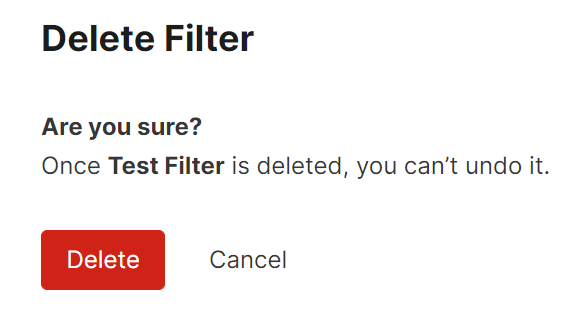 Delete Filter
Are you sure?
Once Test Filter is deleted, you can’t undo it.
Delete
Cancel